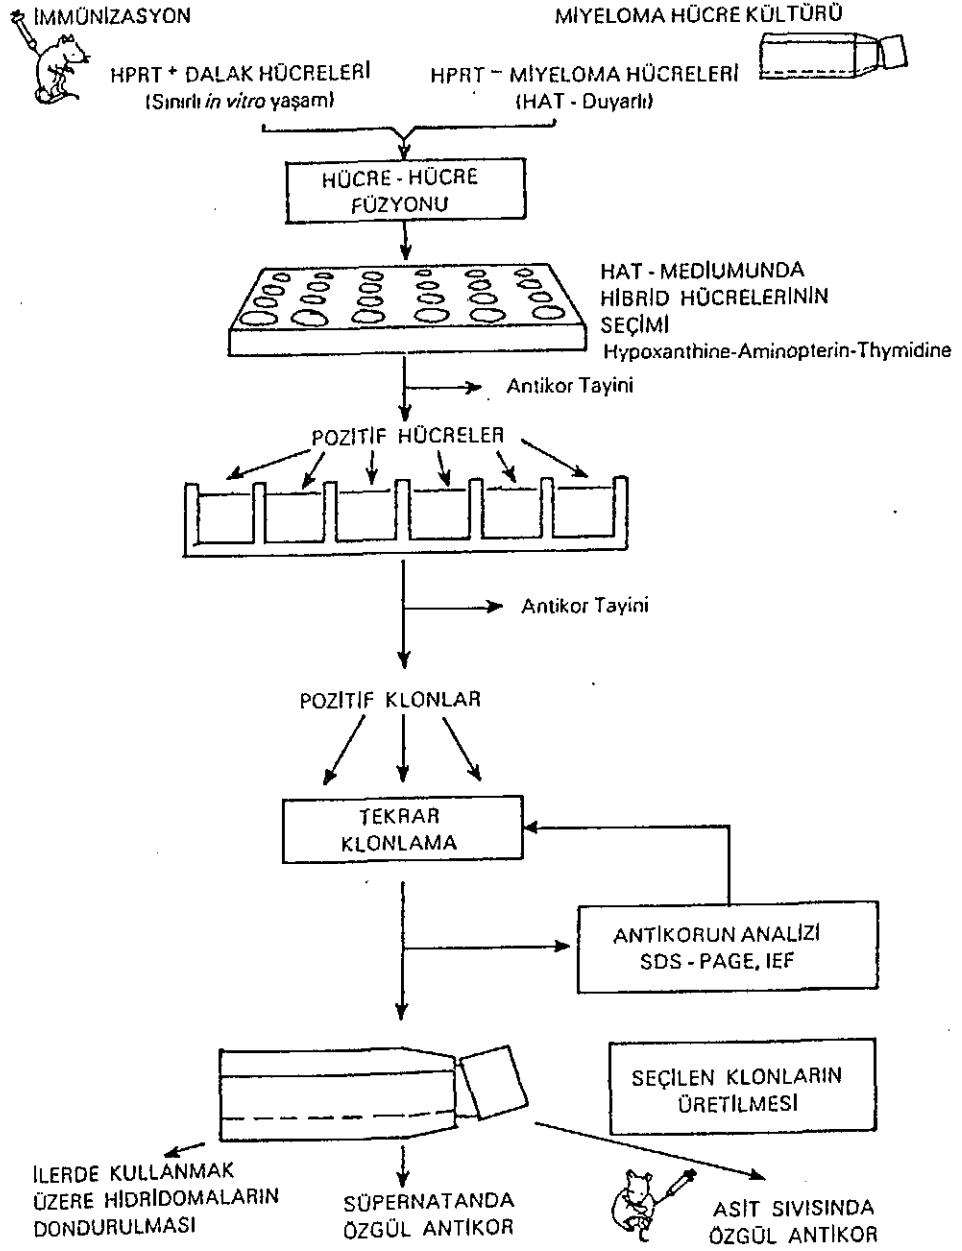 İMMÜNİZASYON
MİYELOMA HÜCRE KÜLTÜRÜ
HPRT + DALAK HÜCRELERİ
(Sınırlı in vitro yaşam)
HPRT − MİYELOMA HÜCRELERİ
(HAT - Duyarlı)
HÜCRE - HÜCRE
FÜZYONU
HAT - MEDİUMUNDA
HİBRİD HÜCRELERİNİN
SEÇİMİ
Hypoxanthine-Aminopterin-Thymidine
Antikor Tayini
POZİTİF HÜCRELER
Antikor Tayini
POZİTİF KLONLAR
TEKRAR
KLONLAMA
ANTİKORUN ANALİZİ
SDS - PAGE, IEF
SEÇİLEN KLONLARIN
ÜRETİLMESİ
İLERDE KULLANMAK
ÜZERE HİDRİDOMALARIN
DONDURULMASI
SÜPERNATANDA
ÖZGÜL ANTİKOR
ASİT SIVISINDA
ÖZGÜL ANTİKOR